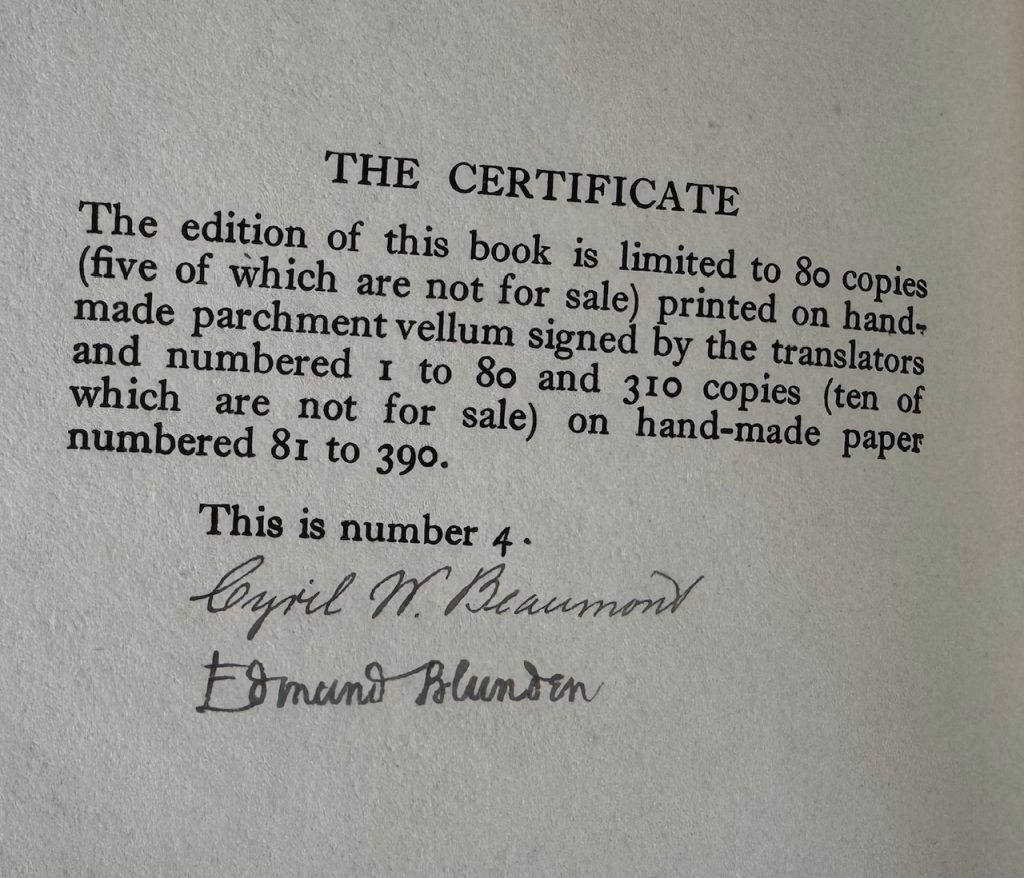 THE CERTIFICATE
The edition of this book is limited to 80 copies
(five of which are not for sale) printed on hand-
made parchment vellum signed by the translators
and numbered 1 to 80 and 310 copies (ten of
which are not for sale) on hand-made paper
numbered 81 to 390.
This is number 4.
Cyril W. Beaumont
Edmund Blunden